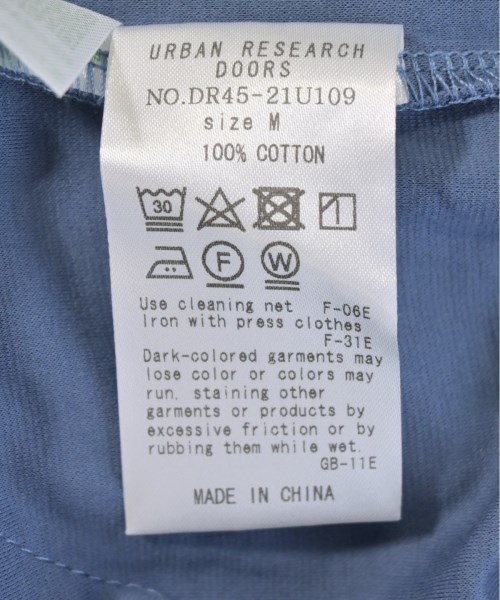 URBAN RESEARCH
DOORS
NO.DR45-21U109
size M
100% COTTON
30
F W
Use cleaning net F-06E
Iron with press clothes
F-31E
Dark-colored garments may
lose color or colors may
run, staining other
garments or products by
excessive friction or by
rubbing them while wet.
GB-11E
MADE IN CHINA